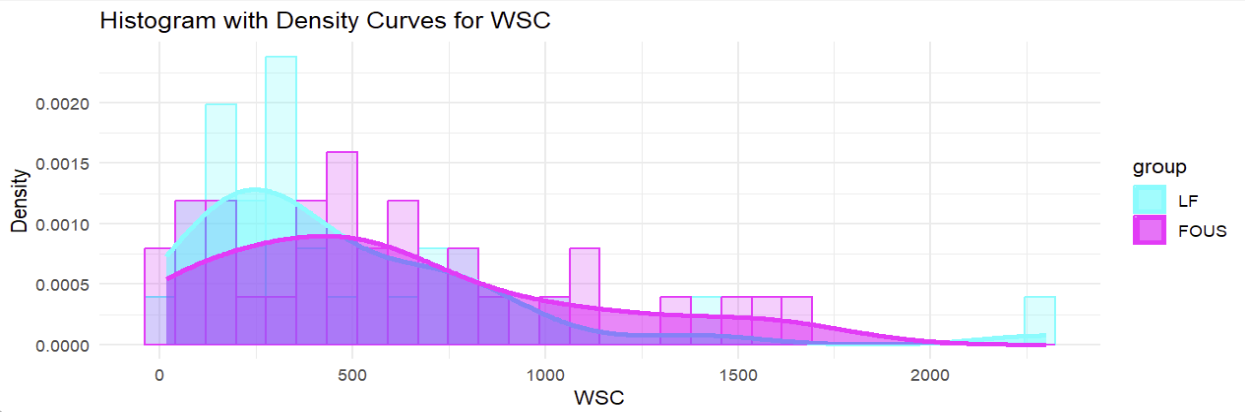 Histogram with Density Curves for WSC
Density
0.0020
0.0015
0.0010
0.0005
0.0000
0 500 1000 1500 2000
WSC
group
LF
FOUS